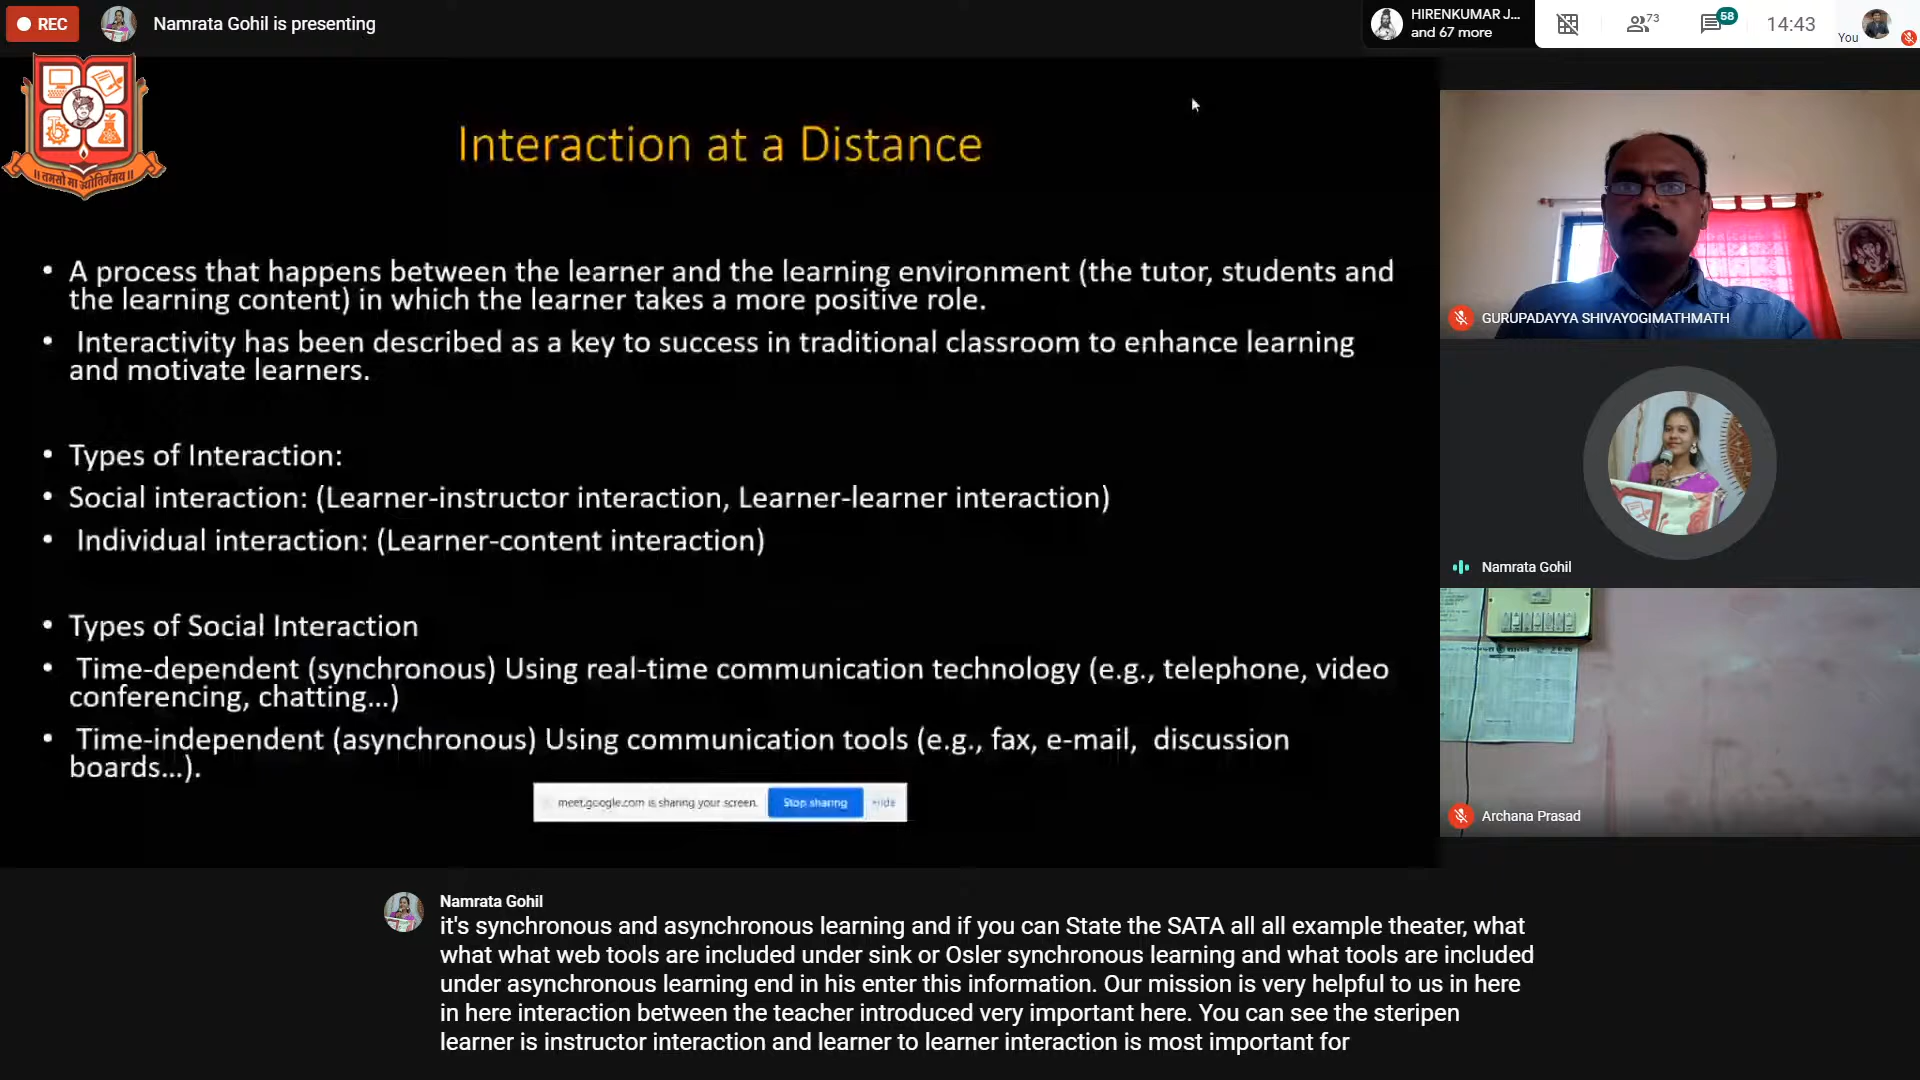 REC
Namrata Gohil is presenting
HIRENKUMAR J...
and 67 more
73
58
14:43
You
॥ तमसो मा ज्योतिर्गमय ॥
Interaction at a Distance
• A process that happens between the learner and the learning environment (the tutor, students and
the learning content) in which the learner takes a more positive role.
• Interactivity has been described as a key to success in traditional classroom to enhance learning
and motivate learners.
• Types of Interaction:
• Social interaction: (Learner-instructor interaction, Learner-learner interaction)
• Individual interaction: (Learner-content interaction)
• Types of Social Interaction
• Time-dependent (synchronous) Using real-time communication technology (e.g., telephone, video
conferencing, chatting...)
• Time-independent (asynchronous) Using communication tools (e.g., fax, e-mail, discussion
boards...).
meet.google.com is sharing your screen. Stop sharing Hide
GURUPADAYYA SHIVAYOGIMATHMATH
Namrata Gohil
Archana Prasad
Namrata Gohil
it's synchronous and asynchronous learning and if you can State the SATA all all example theater, what
what what web tools are included under sink or Osler synchronous learning and what tools are included
under asynchronous learning end in his enter this information. Our mission is very helpful to us in here
in here interaction between the teacher introduced very important here. You can see the steripen
learner is instructor interaction and learner to learner interaction is most important for